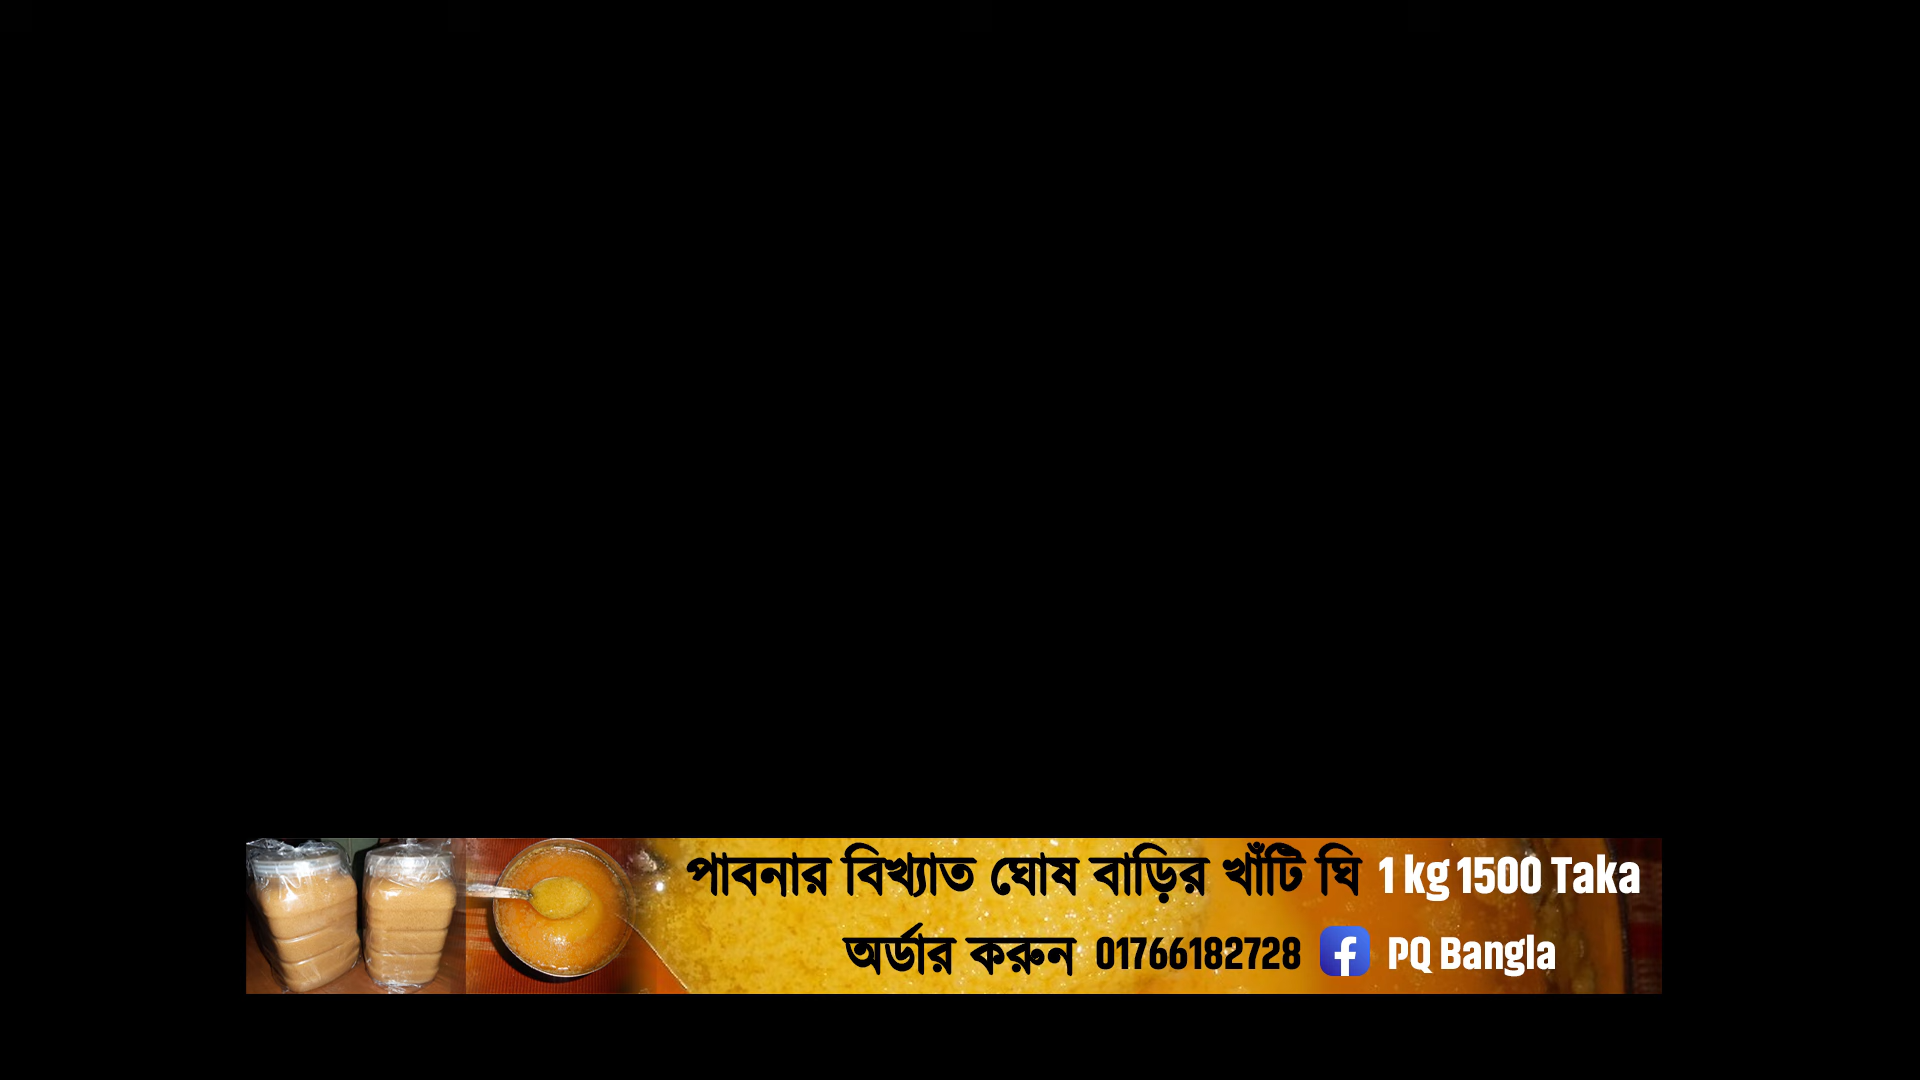 পাবনার বিখ্যাত ঘোষ বাড়ির খাঁটি ঘি 1 kg 1500 Taka
অর্ডার করুন 01766182728 f PQ Bangla